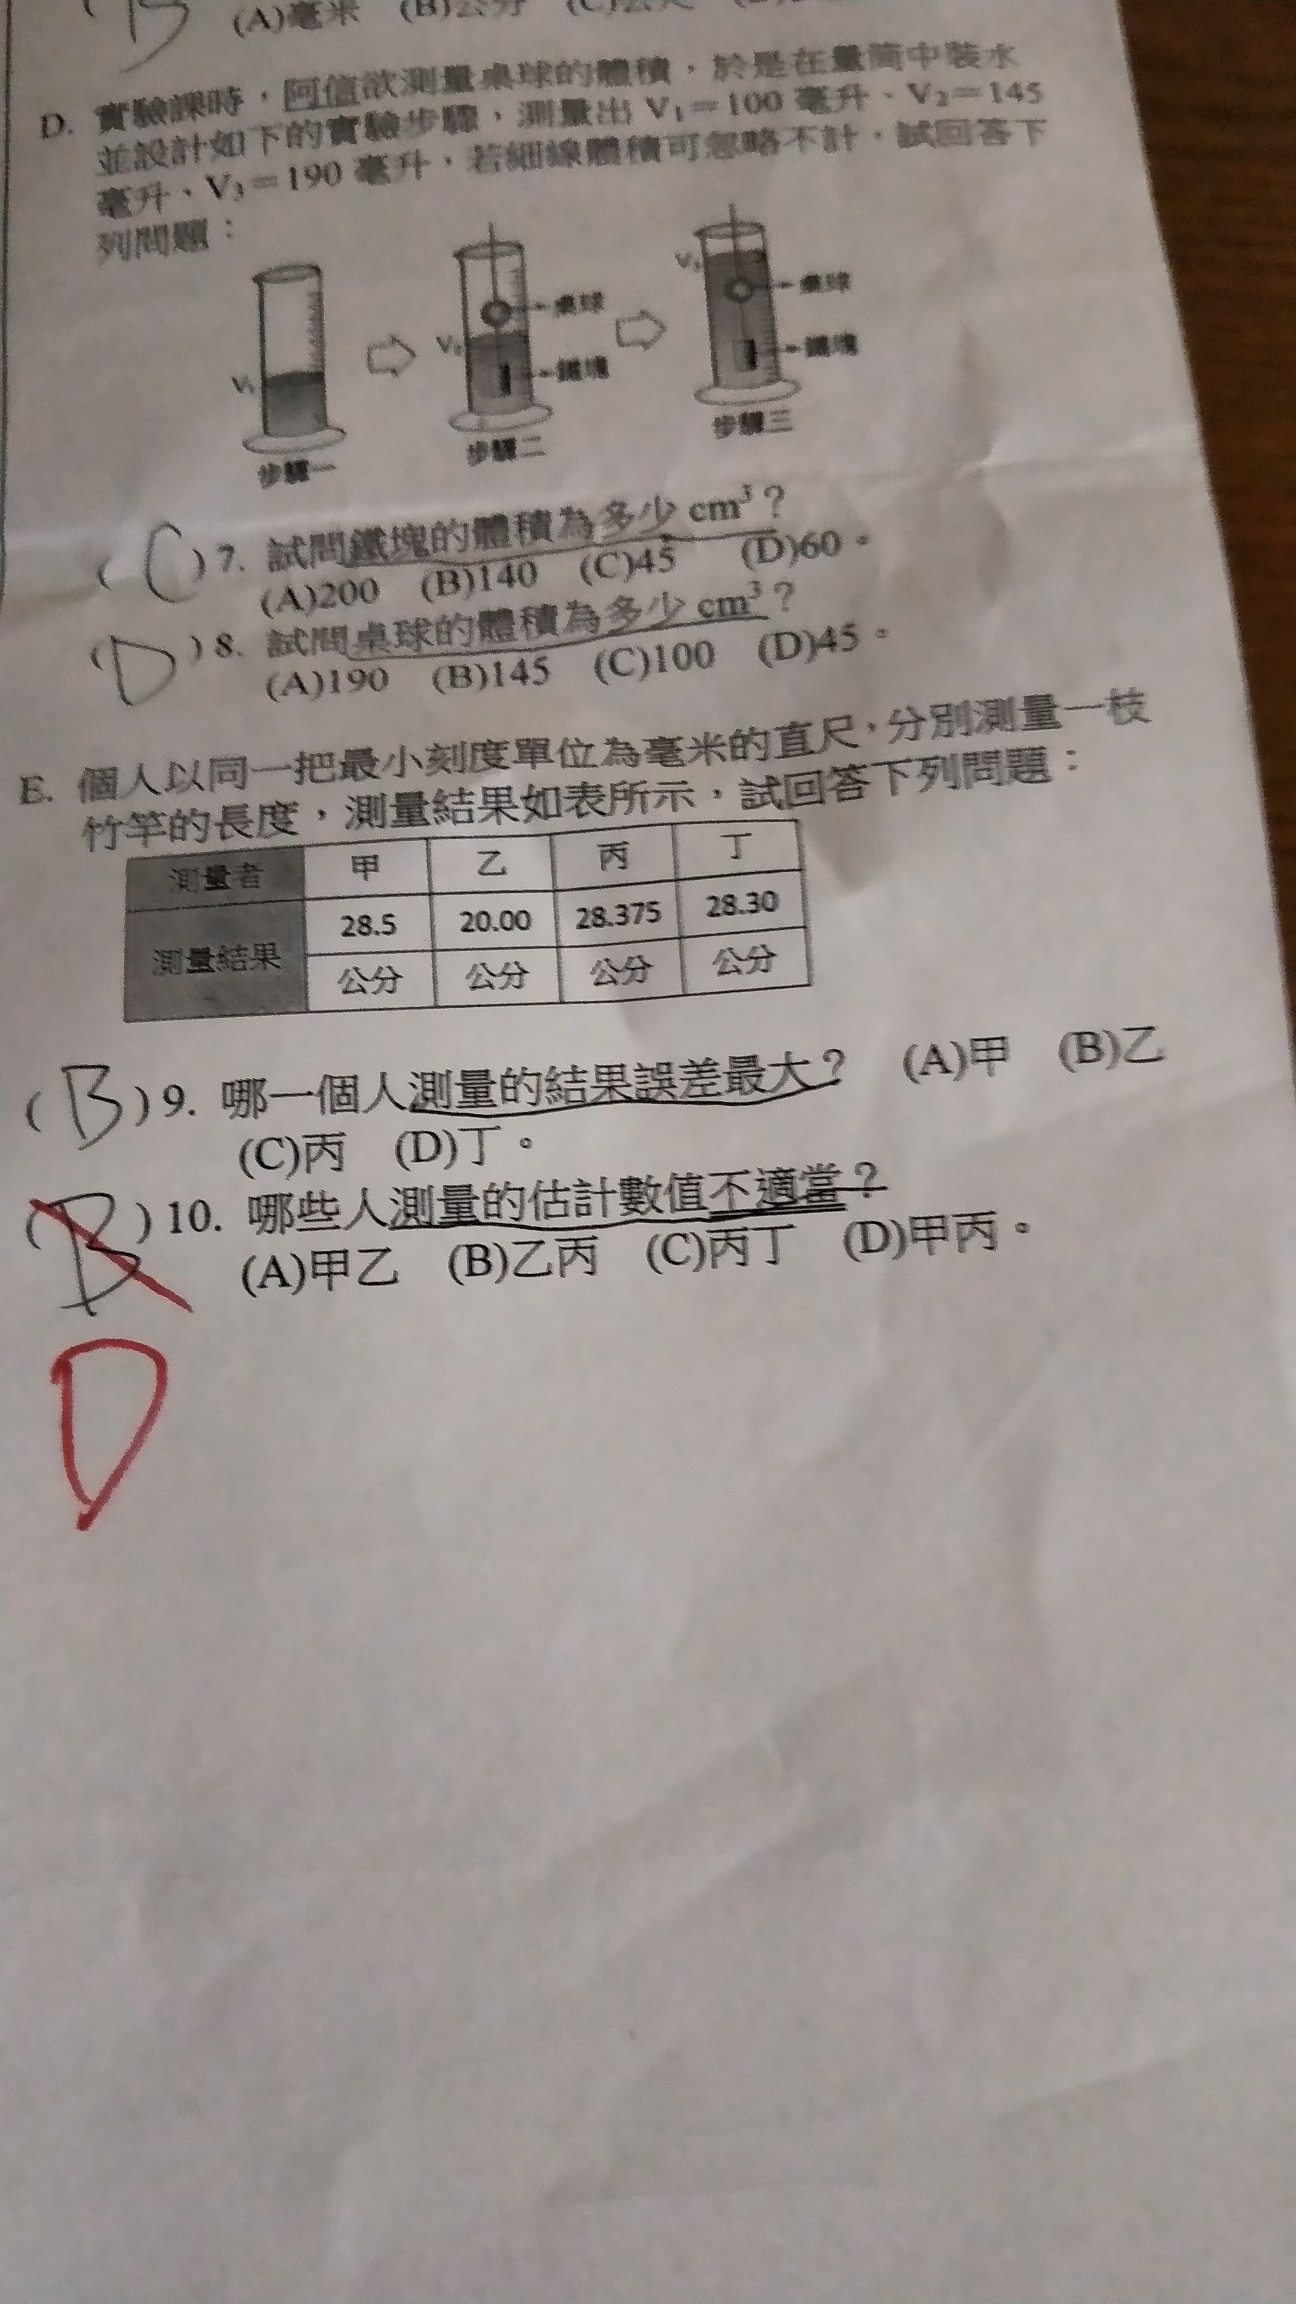 B (A)毫米 (B)公分
D. 實驗課時，阿信欲測量桌球的體積，於是在量筒中裝水
並設計如下的實驗步驟，測量出 V₁＝100 毫升、V₂＝145
毫升、V₃＝190 毫升，若細線體積可忽略不計，試回答下
列問題：
V₁
步驟一
V₂
桌球
鐵塊
步驟二
桌球
鐵塊
步驟三
( C ) 7. 試問鐵塊的體積為多少 cm³？
(A)200 (B)140 (C)45 (D)60。
( D ) 8. 試問桌球的體積為多少 cm³？
(A)190 (B)145 (C)100 (D)45。
E. 個人以同一把最小刻度單位為毫米的直尺，分別測量一枝
竹竿的長度，測量結果如表所示，試回答下列問題：
測量者 甲 乙 丙 丁
測量結果 28.5 20.00 28.375 28.30
公分 公分 公分 公分
( B ) 9. 哪一個人測量的結果誤差最大？ (A)甲 (B)乙
(C)丙 (D)丁。
( B ) 10. 哪些人測量的估計數值不適當？
(A)甲乙 (B)乙丙 (C)丙丁 (D)甲丙。
D